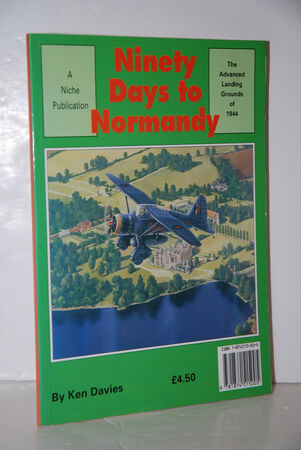 A
Niche
Publication
Ninety
Days to
Normandy
The
Advanced
Landing
Grounds
of
1944
By Ken Davies
£4.50